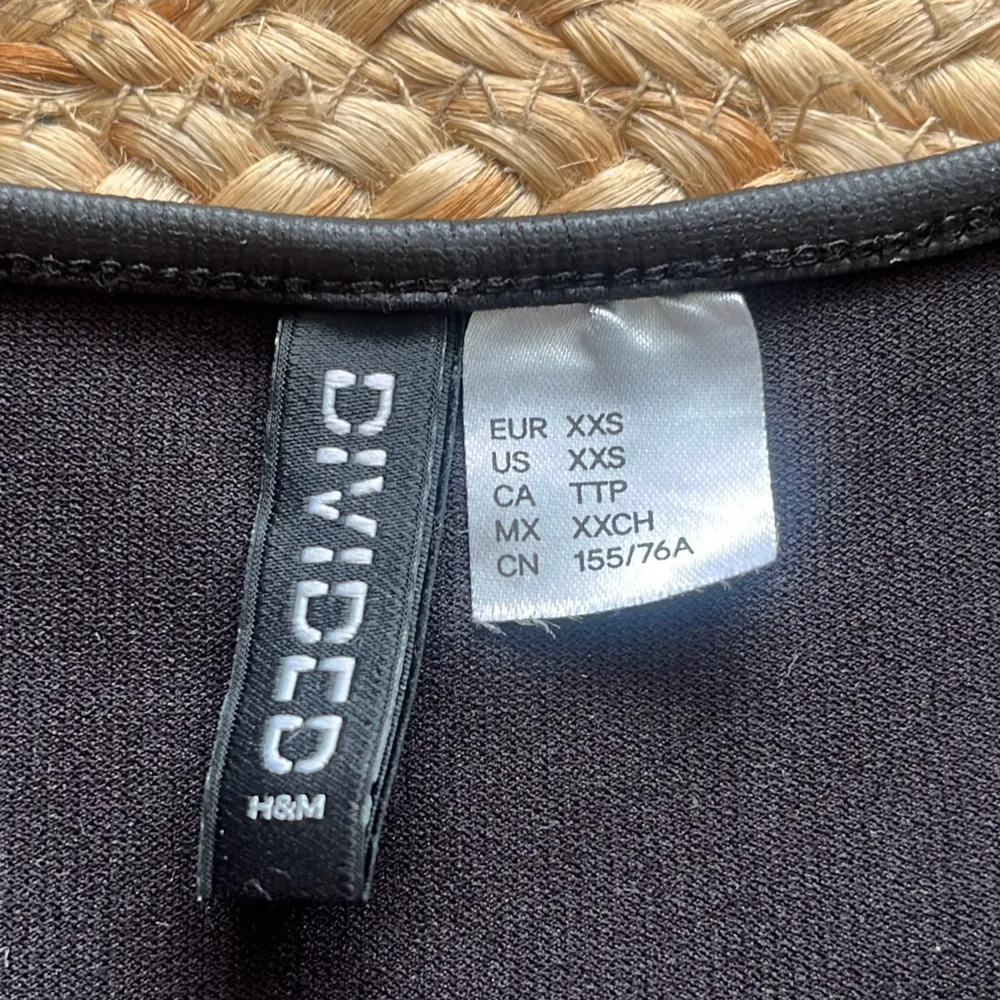 DIVIDED
H&M
EUR XXS
US XXS
CA TTP
MX XXCH
CN 155/76A